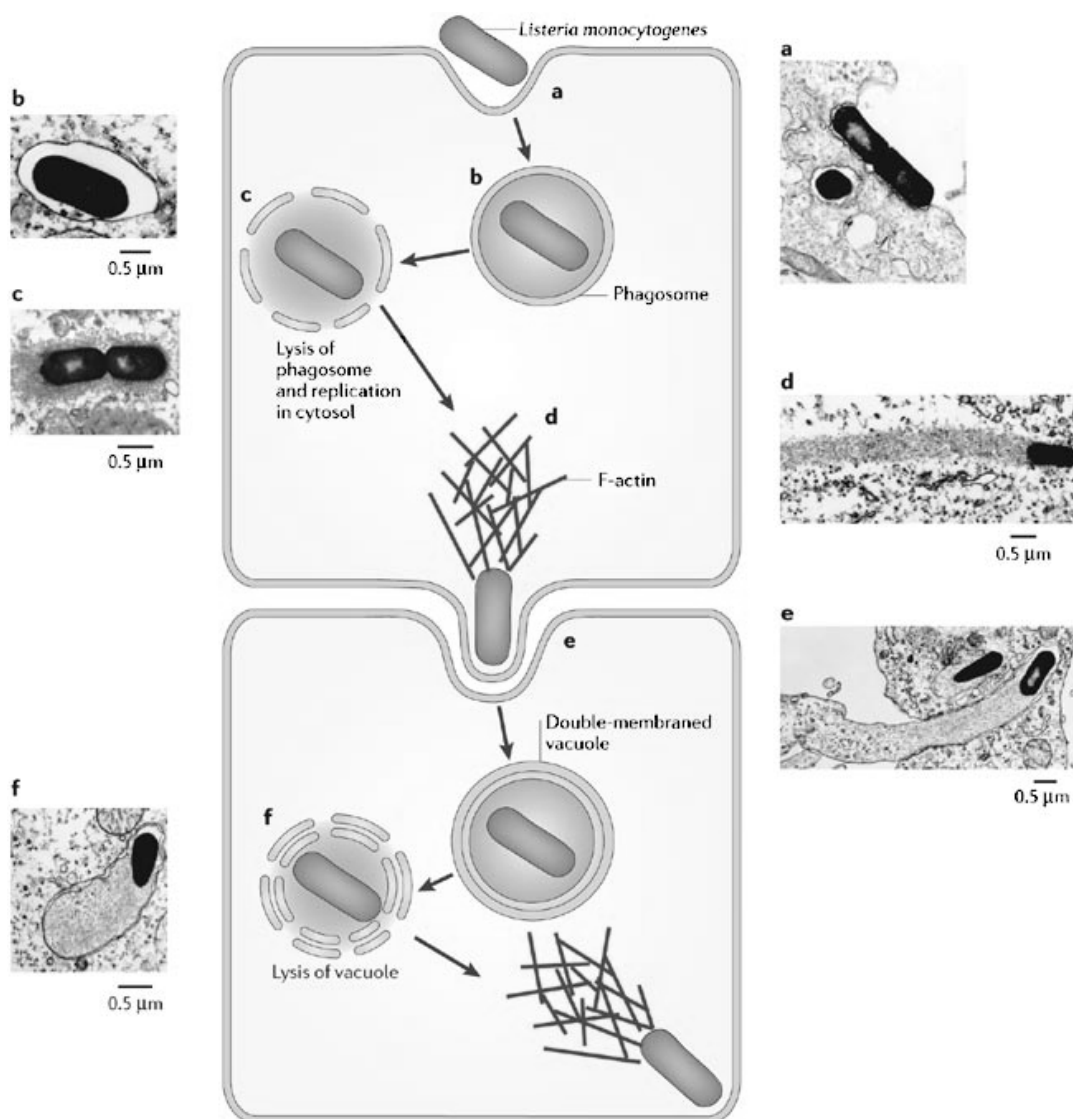 Listeria monocytogenes
a
a
b
b
c
0.5 µm
Phagosome
c
0.5 µm
Lysis of
phagosome
and replication
in cytosol
d
d
F-actin
0.5 µm
e
e
Double-membraned
vacuole
0.5 µm
f
f
Lysis of vacuole
0.5 µm